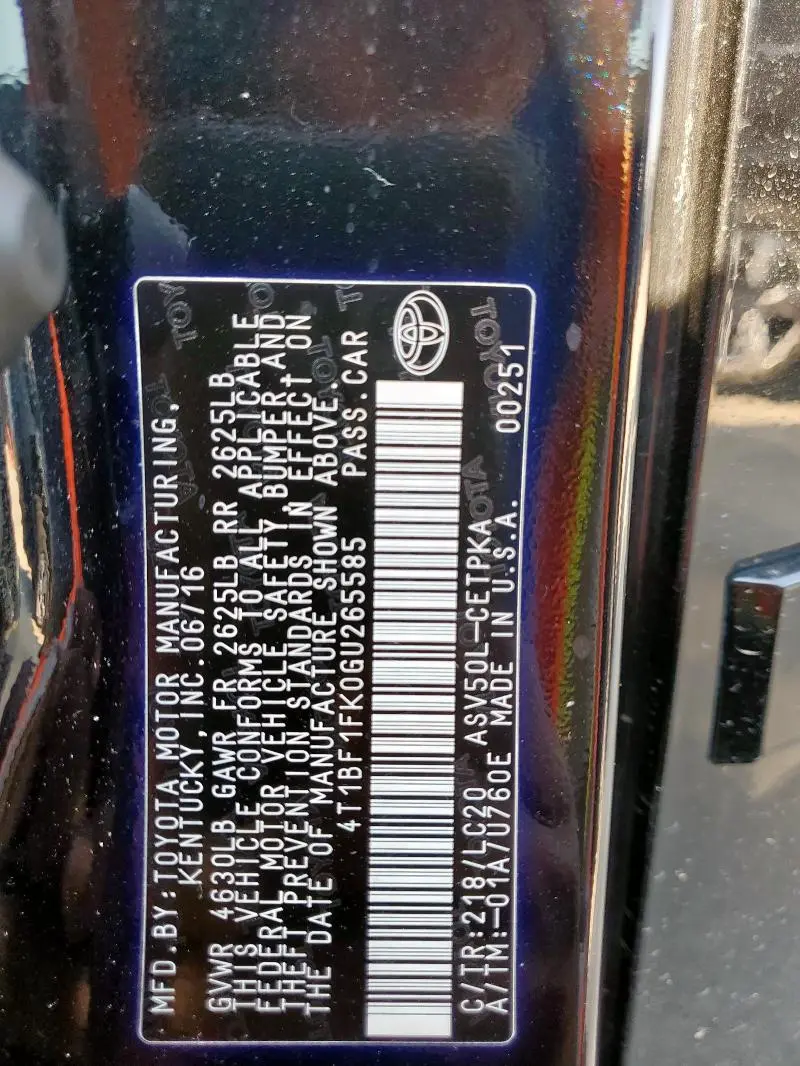 MFD.BY:TOYOTA MOTOR MANUFACTURING,
KENTUCKY,INC.06/16
GVWR 4630LB GAWR FR 2625LB RR 2625LB
THIS VEHICLE CONFORMS TO ALL APPLICABLE
FEDERAL MOTOR VEHICLE SAFETY, BUMPER AND
THEFT PREVENTION STANDARDS IN EFFECT ON
THE DATE OF MANUFACTURE SHOWN ABOVE.
4T1BF1FK0GU265585 PASS.CAR
C/TR:218/LC20 ASV50L-CETPKA 00251
A/TM:-01A7U760E MADE IN U.S.A.